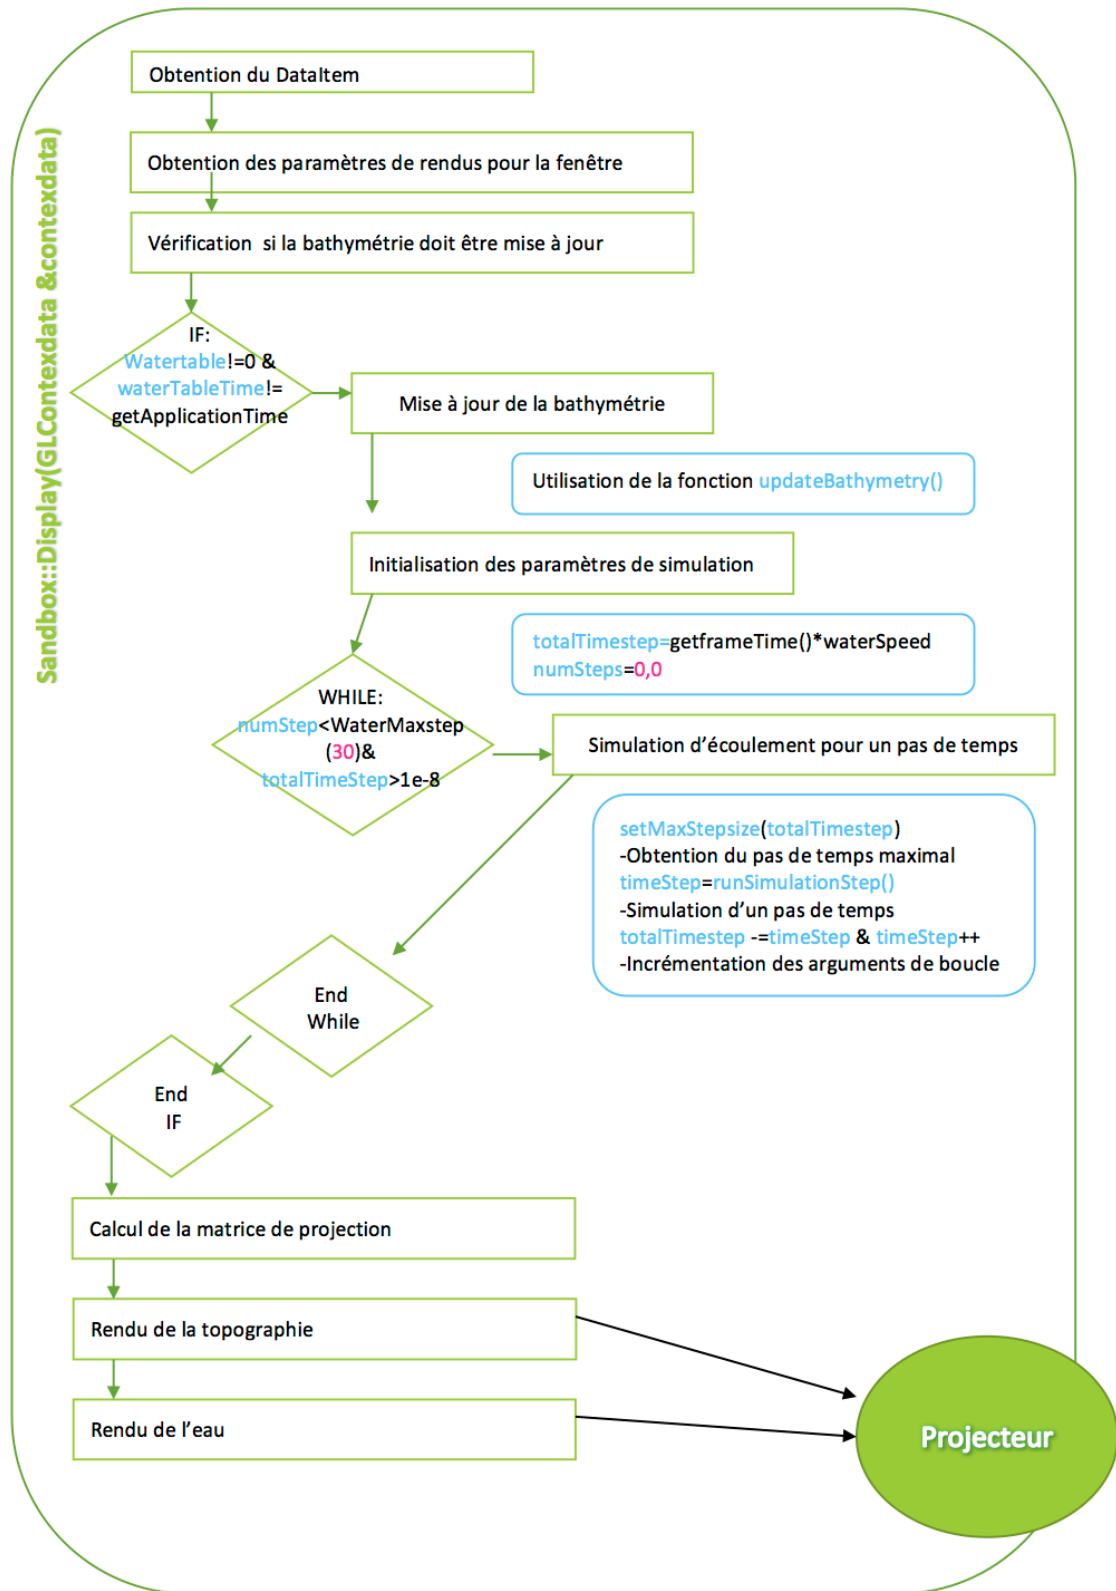 Sandbox::Display(GLContexdata &contexdata)
Obtention du DataItem
Obtention des paramètres de rendus pour la fenêtre
Vérification si la bathymétrie doit être mise à jour
IF:
Watertable!=0 &
waterTableTime!=
getApplicationTime
Mise à jour de la bathymétrie
Utilisation de la fonction updateBathymetry()
Initialisation des paramètres de simulation
totalTimestep=getframeTime()*waterSpeed
numSteps=0,0
WHILE:
numStep<WaterMaxstep
(30)&
totalTimeStep>1e-8
Simulation d'écoulement pour un pas de temps
setMaxStepsize(totalTimestep)
-Obtention du pas de temps maximal
timeStep=runSimulationStep()
-Simulation d'un pas de temps
totalTimestep -=timeStep & timeStep++
-Incrémentation des arguments de boucle
End
While
End
IF
Calcul de la matrice de projection
Rendu de la topographie
Rendu de l'eau
Projecteur